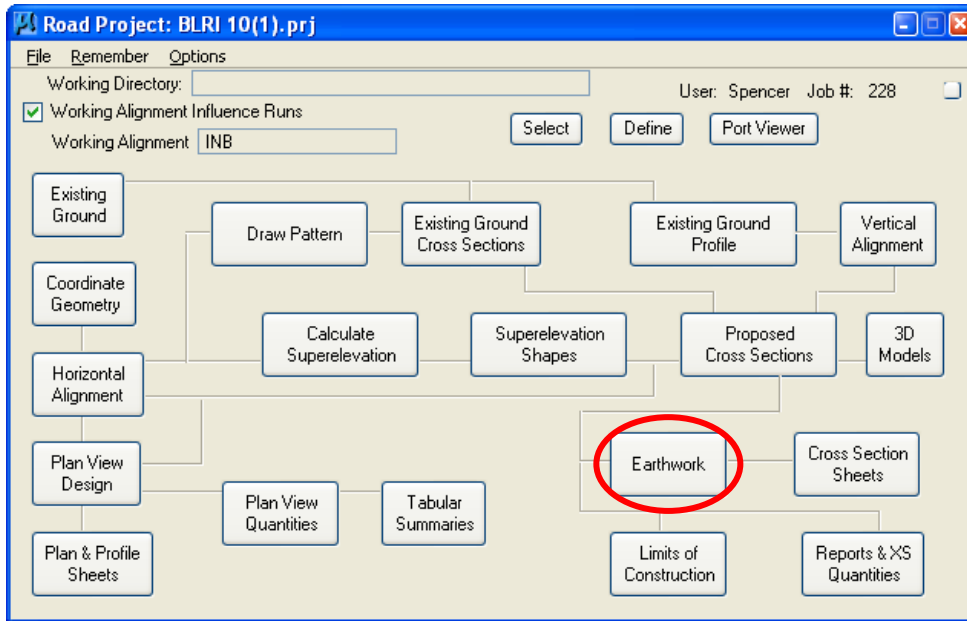 Road Project: BLRI 10(1).prj
File Remember Options
Working Directory:
User: Spencer Job #: 228
Working Alignment Influence Runs
Working Alignment INB
Select
Define
Port Viewer
Existing
Ground
Draw Pattern
Existing Ground
Cross Sections
Existing Ground
Profile
Vertical
Alignment
Coordinate
Geometry
Calculate
Superelevation
Superelevation
Shapes
Proposed
Cross Sections
3D
Models
Horizontal
Alignment
Plan View
Design
Earthwork
Cross Section
Sheets
Plan View
Quantities
Tabular
Summaries
Plan & Profile
Sheets
Limits of
Construction
Reports & XS
Quantities